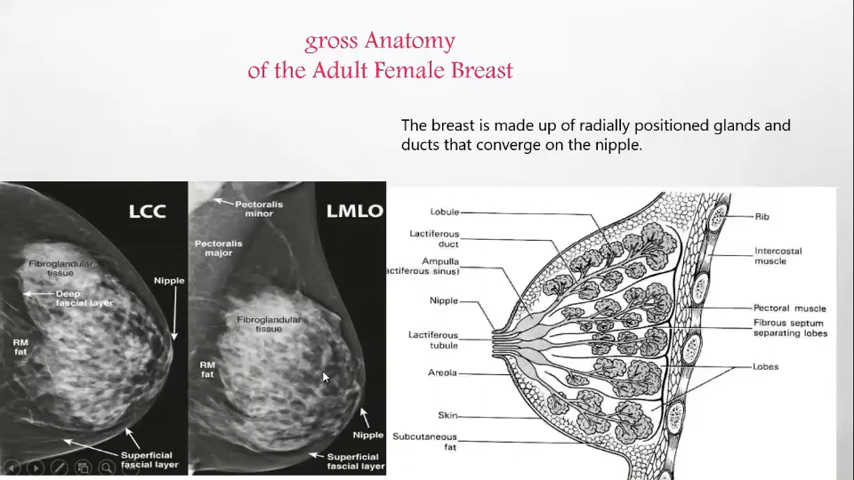 gross Anatomy
of the Adult Female Breast
The breast is made up of radially positioned glands and
ducts that converge on the nipple.
LCC
Fibroglandular
tissue
Nipple
Deep
fascial layer
RM
fat
Superficial
fascial layer
Pectoralis
minor
LMLO
Pectoralis
major
Fibroglandular
tissue
RM
fat
Nipple
Superficial
fascial layer
Lobule
Lactiferous
duct
Ampulla
actiferous sinus)
Nipple
Lactiferous
tubule
Areola
Skin
Subcutaneous
fat
Rib
Intercostal
muscle
Pectoral muscle
Fibrous septum
separating lobes
Lobes